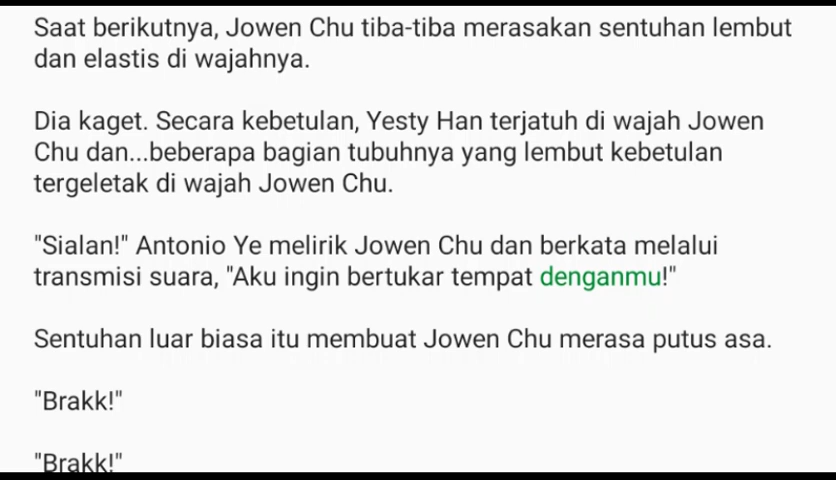 Saat berikutnya, Jowen Chu tiba-tiba merasakan sentuhan lembut
dan elastis di wajahnya.
Dia kaget. Secara kebetulan, Yesty Han terjatuh di wajah Jowen
Chu dan...beberapa bagian tubuhnya yang lembut kebetulan
tergeletak di wajah Jowen Chu.
"Sialan!" Antonio Ye melirik Jowen Chu dan berkata melalui
transmisi suara, "Aku ingin bertukar tempat denganmu!"
Sentuhan luar biasa itu membuat Jowen Chu merasa putus asa.
"Brakk!"
"Brakk!"